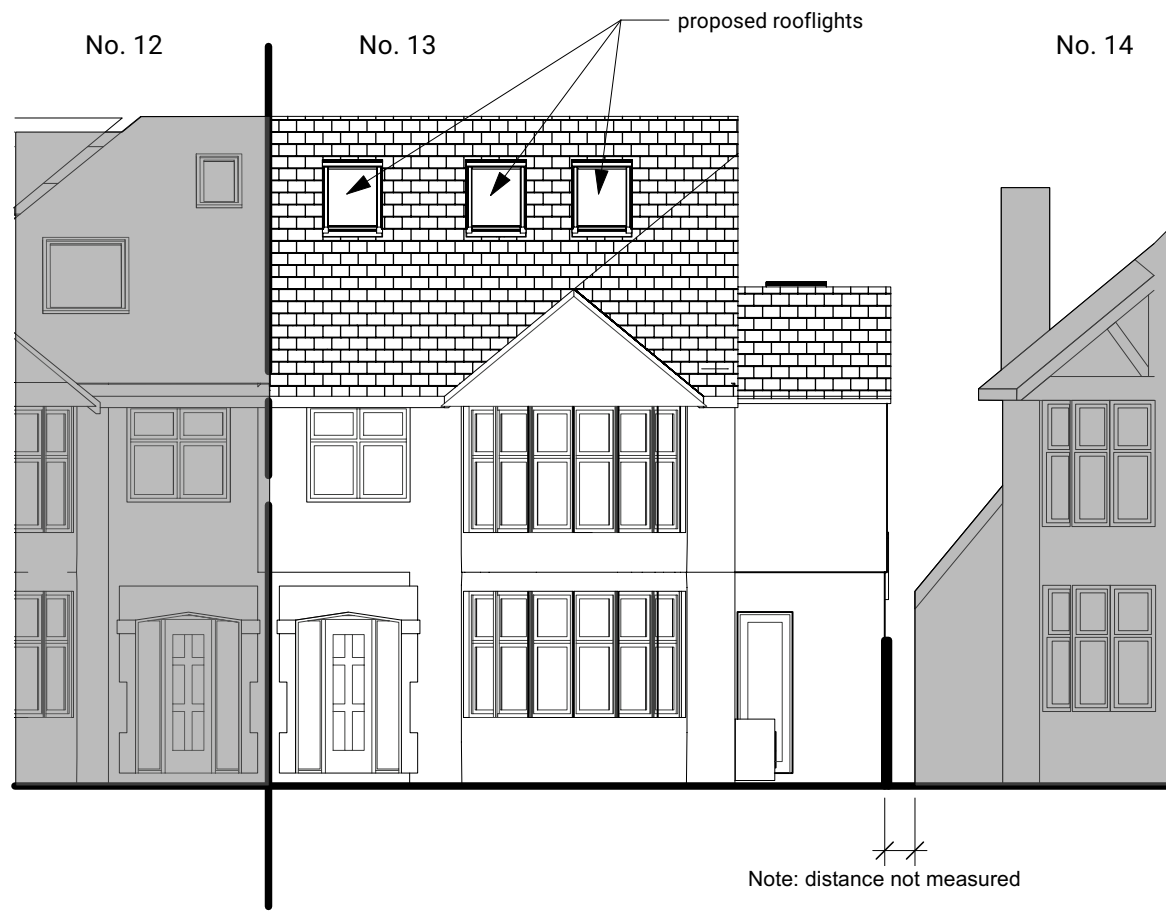 proposed rooflights
No. 12
No. 13
No. 14
Note: distance not measured